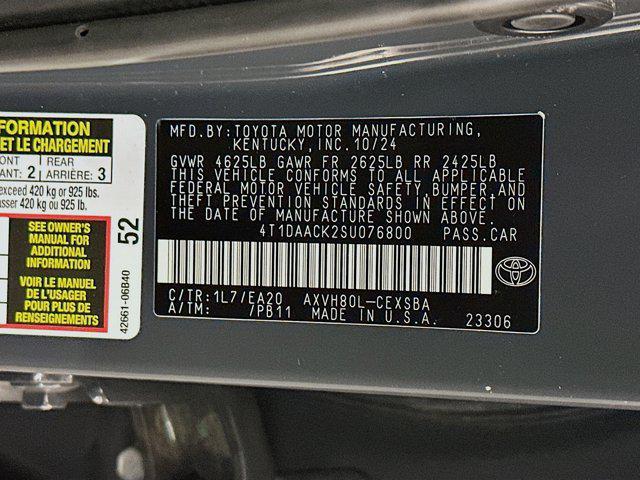 FORMATION
ET LE CHARGEMENT
ONT
ANT: 2
REAR
ARRIÈRE: 3
exceed 420 kg or 925 lbs.
asser 420 kg ou 925 lb.
SEE OWNER'S
MANUAL FOR
ADDITIONAL
INFORMATION
VOIR LE MANUEL
DE L'USAGER
POUR PLUS DE
RENSEIGNEMENTS
52
42661-06B40
MFD.BY:TOYOTA MOTOR MANUFACTURING,
KENTUCKY,INC.10/24
GVWR 4625LB GAWR FR 2625LB RR 2425LB
THIS VEHICLE CONFORMS TO ALL APPLICABLE
FEDERAL MOTOR VEHICLE SAFETY,BUMPER,AND
THEFT PREVENTION STANDARDS IN EFFECT ON
THE DATE OF MANUFACTURE SHOWN ABOVE.
4T1DAACK2SU076800 PASS.CAR
C/TR:1L7/EA20 AXVH80L-CEXSBA
A/TM: /PB11 MADE IN U.S.A. 23306